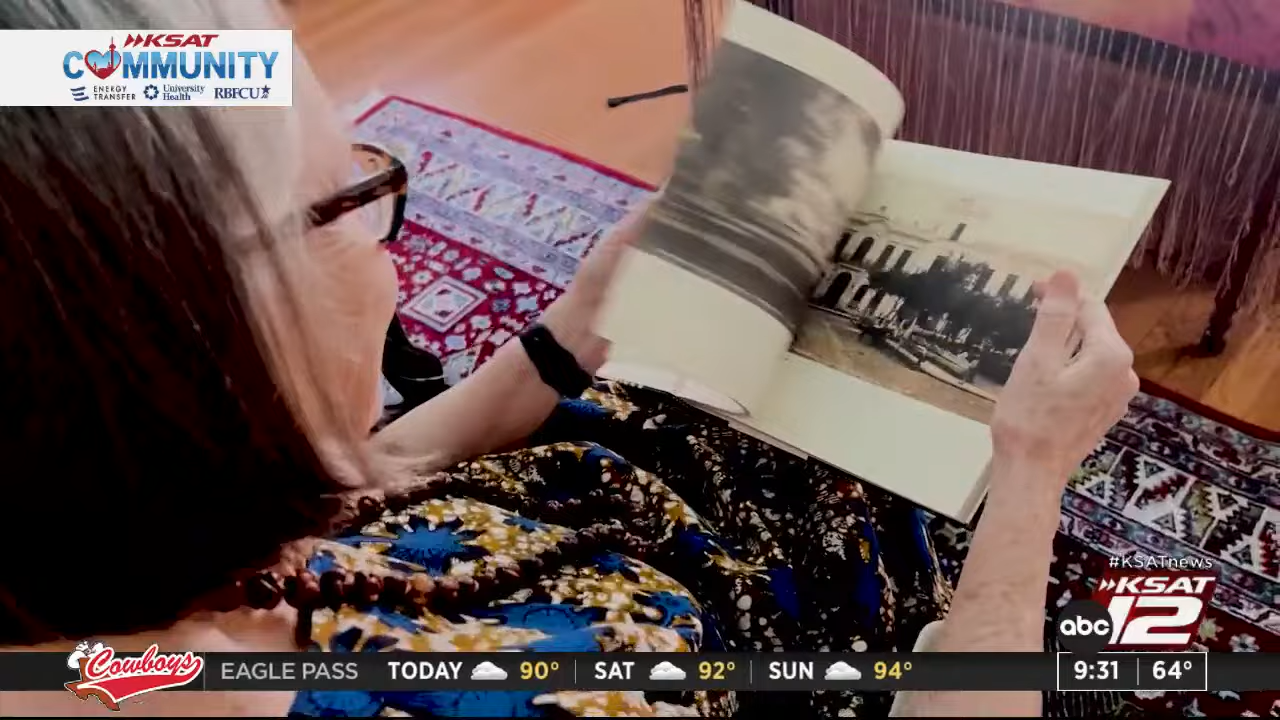 KSAT
COMMUNITY
ENERGY TRANSFER University Health RBFCU
#KSATnews
KSAT
abc 12
Cowboys EAGLE PASS TODAY 90° SAT 92° SUN 94° 9:31 64°